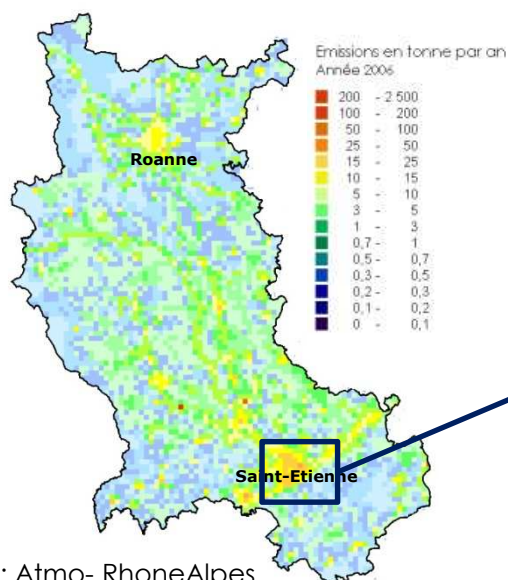 Emissions en tonne par an
Année 2006
200 - 2 500
100 - 200
50 - 100
25 - 50
15 - 25
10 - 15
5 - 10
3 - 5
1 - 3
0,7 - 1
0,5 - 0,7
0,3 - 0,5
0,2 - 0,3
0,1 - 0,2
0 - 0,1
Roanne
Saint-Etienne
: Atmo- RhoneAlpes